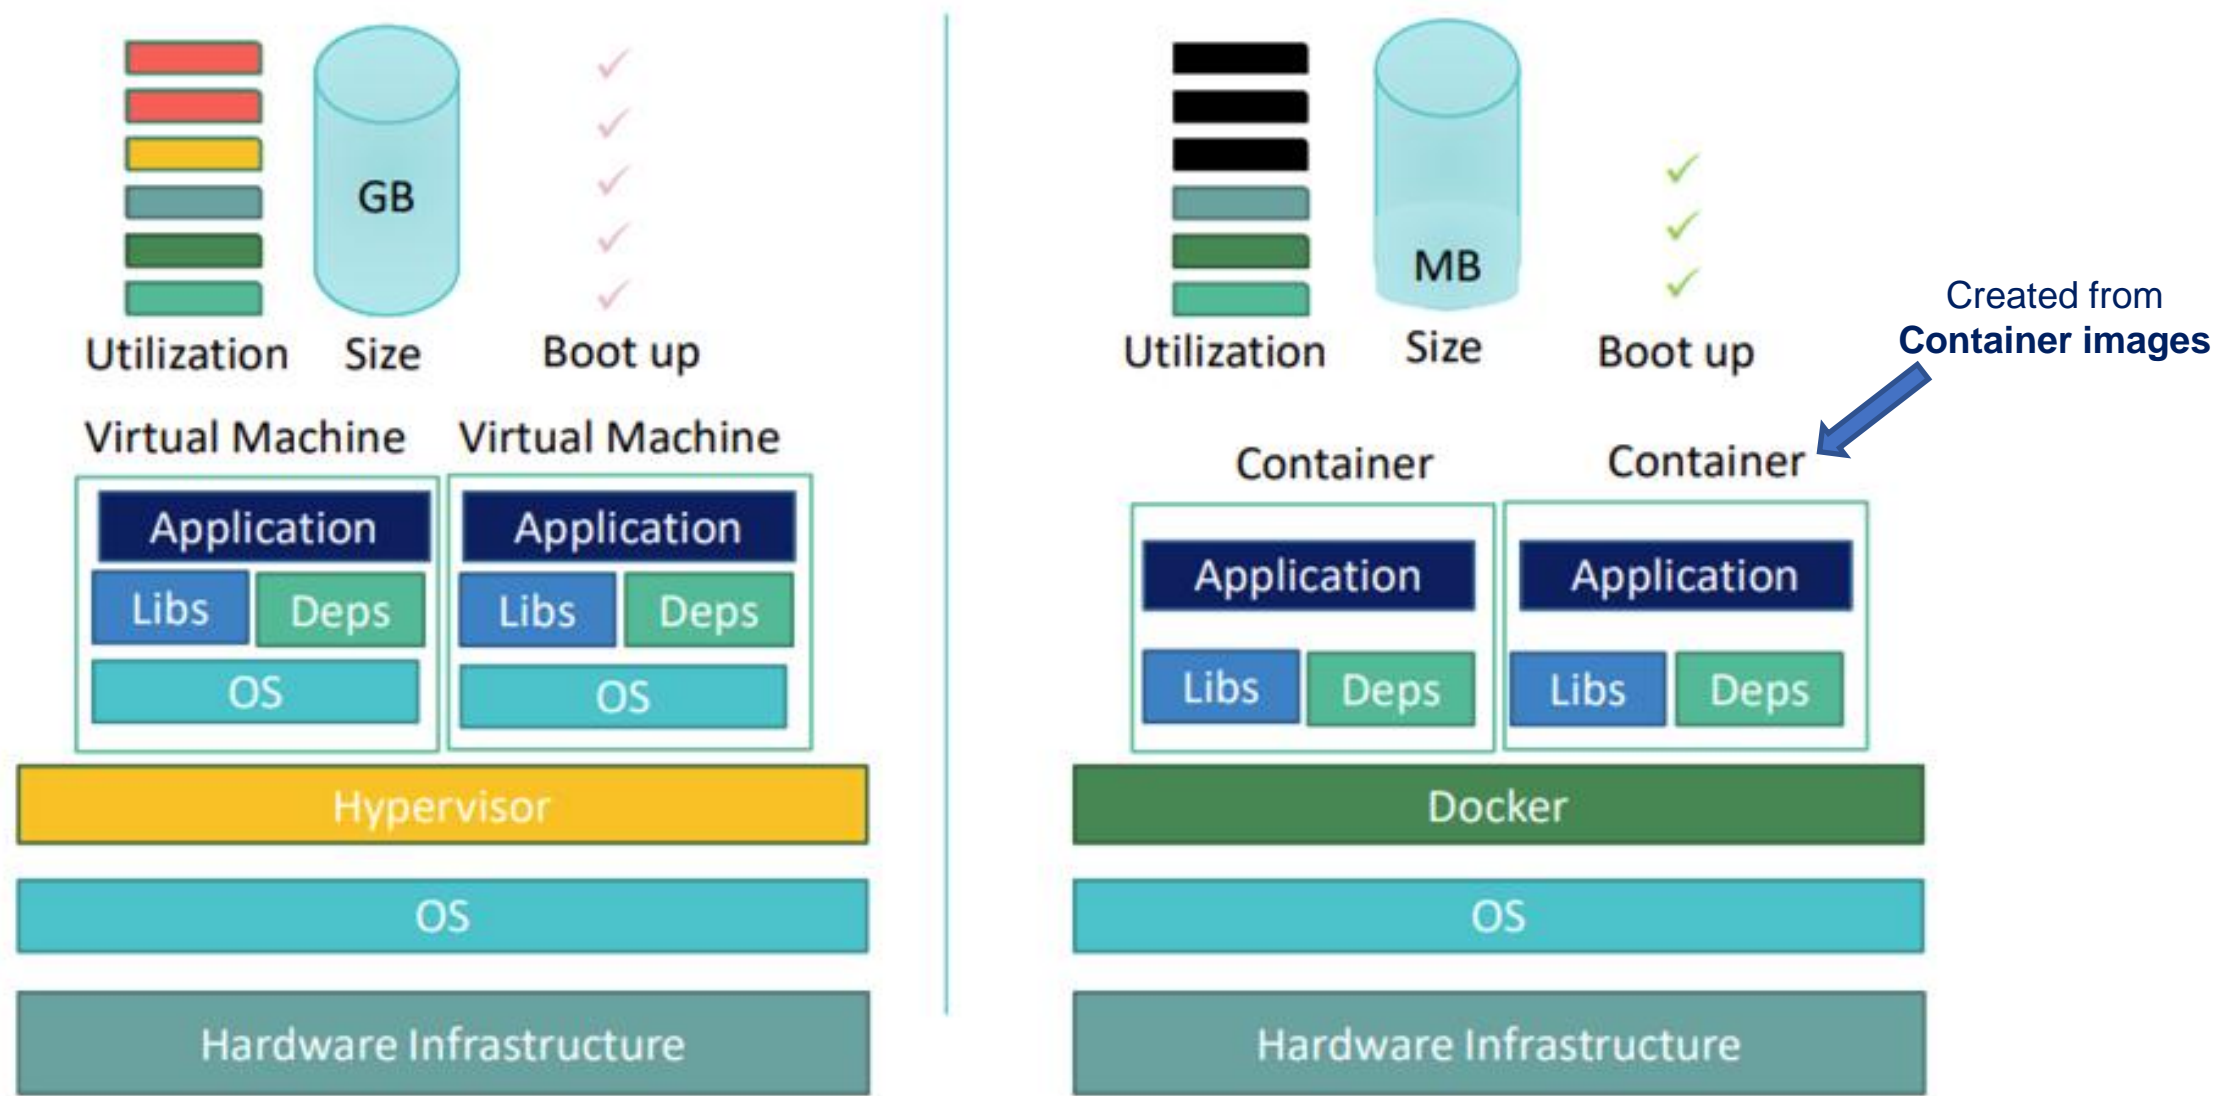 GB
Utilization
Size
Boot up
Virtual Machine
Virtual Machine
Application
Libs
Deps
OS
Application
Libs
Deps
OS
Hypervisor
OS
Hardware Infrastructure
MB
Utilization
Size
Boot up
Created from
Container images
Container
Container
Application
Libs
Deps
Application
Libs
Deps
Docker
OS
Hardware Infrastructure